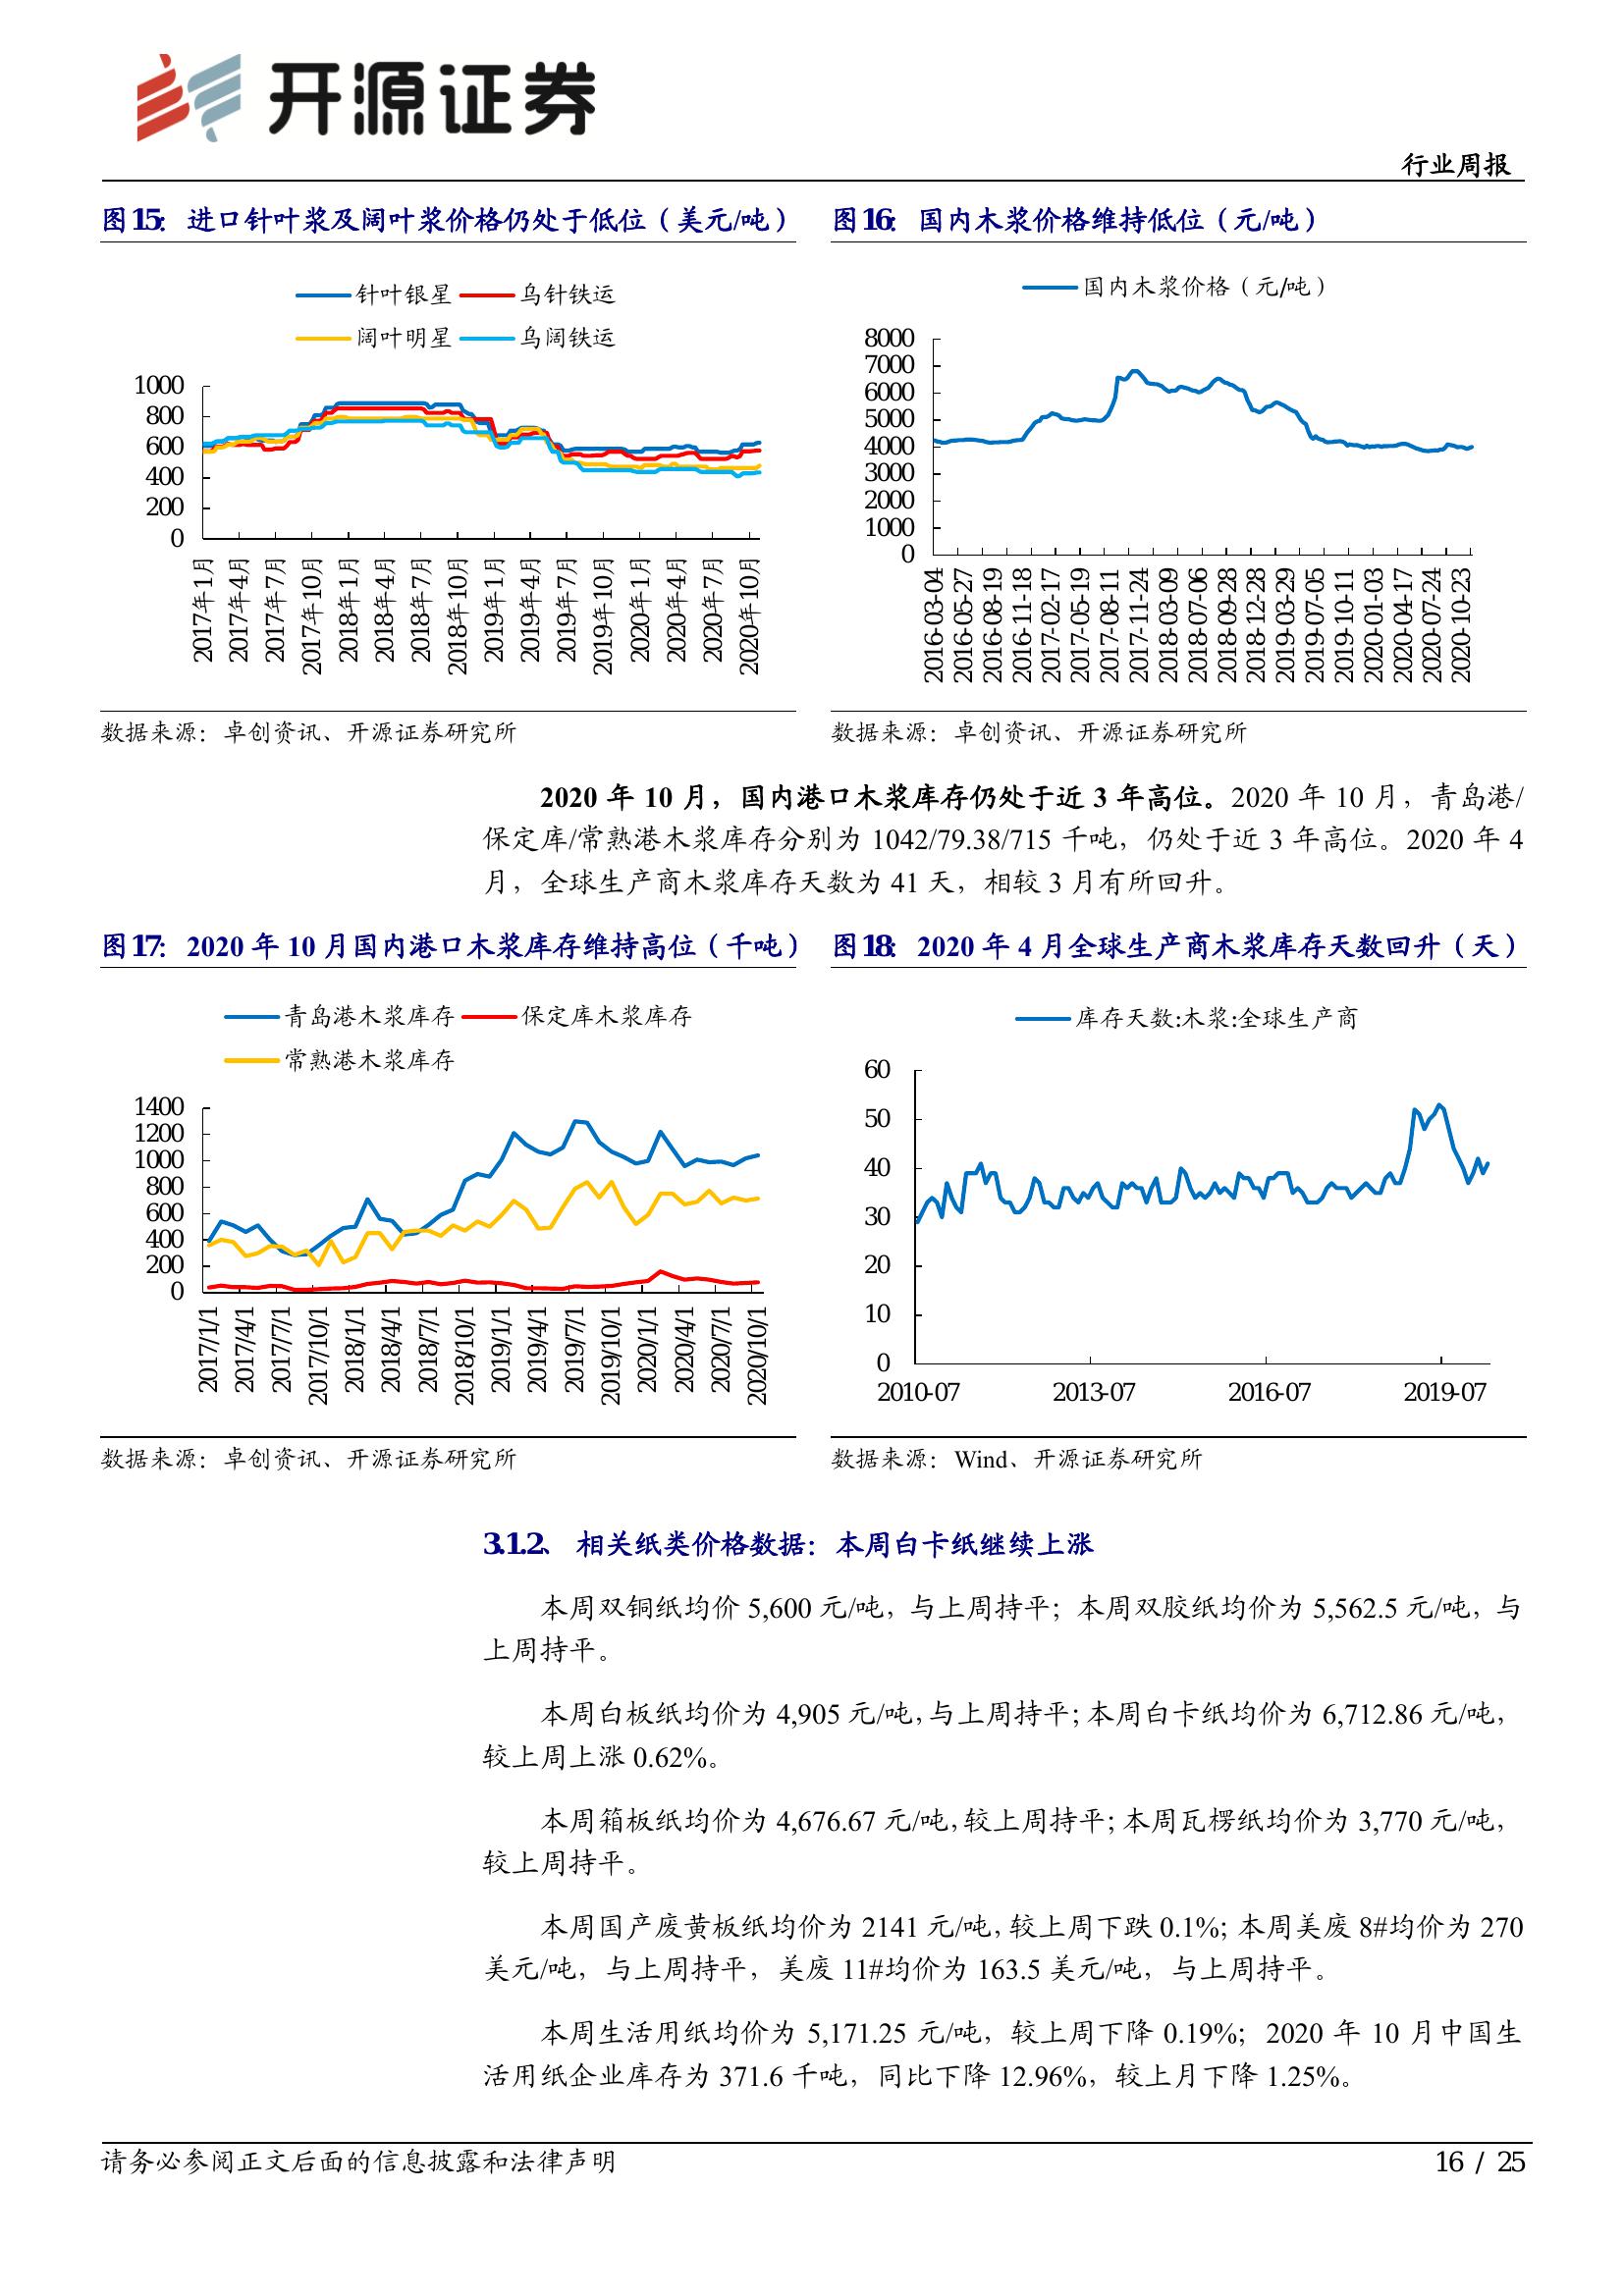 开源证券
行业周报
图15： 进口针叶浆及阔叶浆价格仍处于低位（美元/吨）
针叶银星 乌针铁运
阔叶明星 乌阔铁运
1000
800
600
400
200
0
2017年1月
2017年4月
2017年7月
2017年10月
2018年1月
2018年4月
2018年7月
2018年10月
2019年1月
2019年4月
2019年7月
2019年10月
2020年1月
2020年4月
2020年7月
2020年10月
数据来源：卓创资讯、开源证券研究所
图16： 国内木浆价格维持低位（元/吨）
国内木浆价格（元/吨）
8000
7000
6000
5000
4000
3000
2000
1000
0
2016-03-04
2016-05-27
2016-08-19
2016-11-18
2017-02-17
2017-05-19
2017-08-11
2017-11-24
2018-03-09
2018-07-06
2018-09-28
2018-12-28
2019-03-29
2019-07-05
2019-10-11
2020-01-03
2020-04-17
2020-07-24
2020-10-23
数据来源：卓创资讯、开源证券研究所
2020 年 10 月，国内港口木浆库存仍处于近 3 年高位。2020 年 10 月，青岛港/
保定库/常熟港木浆库存分别为 1042/79.38/715 千吨，仍处于近 3 年高位。2020 年 4
月，全球生产商木浆库存天数为 41 天，相较 3 月有所回升。
图17： 2020 年 10 月国内港口木浆库存维持高位（千吨）
青岛港木浆库存 保定库木浆库存
常熟港木浆库存
1400
1200
1000
800
600
400
200
0
2017/1/1
2017/4/1
2017/7/1
2017/10/1
2018/1/1
2018/4/1
2018/7/1
2018/10/1
2019/1/1
2019/4/1
2019/7/1
2019/10/1
2020/1/1
2020/4/1
2020/7/1
2020/10/1
数据来源：卓创资讯、开源证券研究所
图18： 2020 年 4 月全球生产商木浆库存天数回升（天）
库存天数:木浆:全球生产商
60
50
40
30
20
10
0
2010-07 2013-07 2016-07 2019-07
数据来源：Wind、开源证券研究所
3.1.2、 相关纸类价格数据：本周白卡纸继续上涨
本周双铜纸均价 5,600 元/吨，与上周持平；本周双胶纸均价为 5,562.5 元/吨，与
上周持平。
本周白板纸均价为 4,905 元/吨，与上周持平；本周白卡纸均价为 6,712.86 元/吨，
较上周上涨 0.62%。
本周箱板纸均价为 4,676.67 元/吨，较上周持平；本周瓦楞纸均价为 3,770 元/吨，
较上周持平。
本周国产废黄板纸均价为 2141 元/吨，较上周下跌 0.1%；本周美废 8#均价为 270
美元/吨，与上周持平，美废 11#均价为 163.5 美元/吨，与上周持平。
本周生活用纸均价为 5,171.25 元/吨，较上周下降 0.19%；2020 年 10 月中国生
活用纸企业库存为 371.6 千吨，同比下降 12.96%，较上月下降 1.25%。
请务必参阅正文后面的信息披露和法律声明
16 / 25